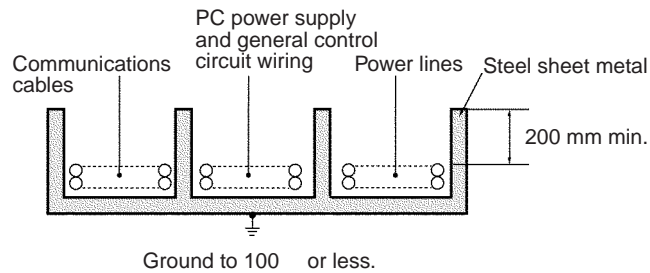 PC power supply
and general control
circuit wiring
Communications
cables
Power lines
Steel sheet metal
200 mm min.
Ground to 100 or less.